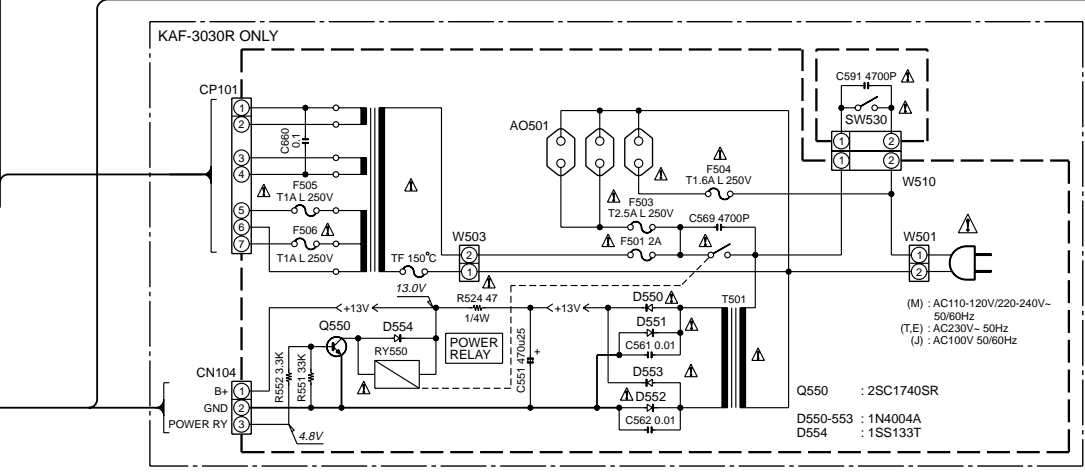 KAF-3030R ONLY
CP101
1
2
3
4
5
6
7
C660
0.1
F505
T1A L 250V
F506
T1A L 250V
TF 150°C
W503
2
1
AO501
F504
T1.6A L 250V
F503
T2.5A L 250V
F501 2A
C569 4700P
C591 4700P
SW530
1
2
1
2
W510
W501
1
2
(M) : AC110-120V/220-240V~
50/60Hz
(T,E) : AC230V~ 50Hz
(J) : AC100V 50/60Hz
13.0V
+13V
R524 47
1/4W
+13V
D550
D551
C561 0.01
D553
D552
C562 0.01
T501
Q550
D554
RY550
POWER
RELAY
C551 470u25
+
R552 3.3K
R551 33K
CN104
B+
1
GND
2
POWER RY
3
4.8V
Q550 : 2SC1740SR
D550-553 : 1N4004A
D554 : 1SS133T